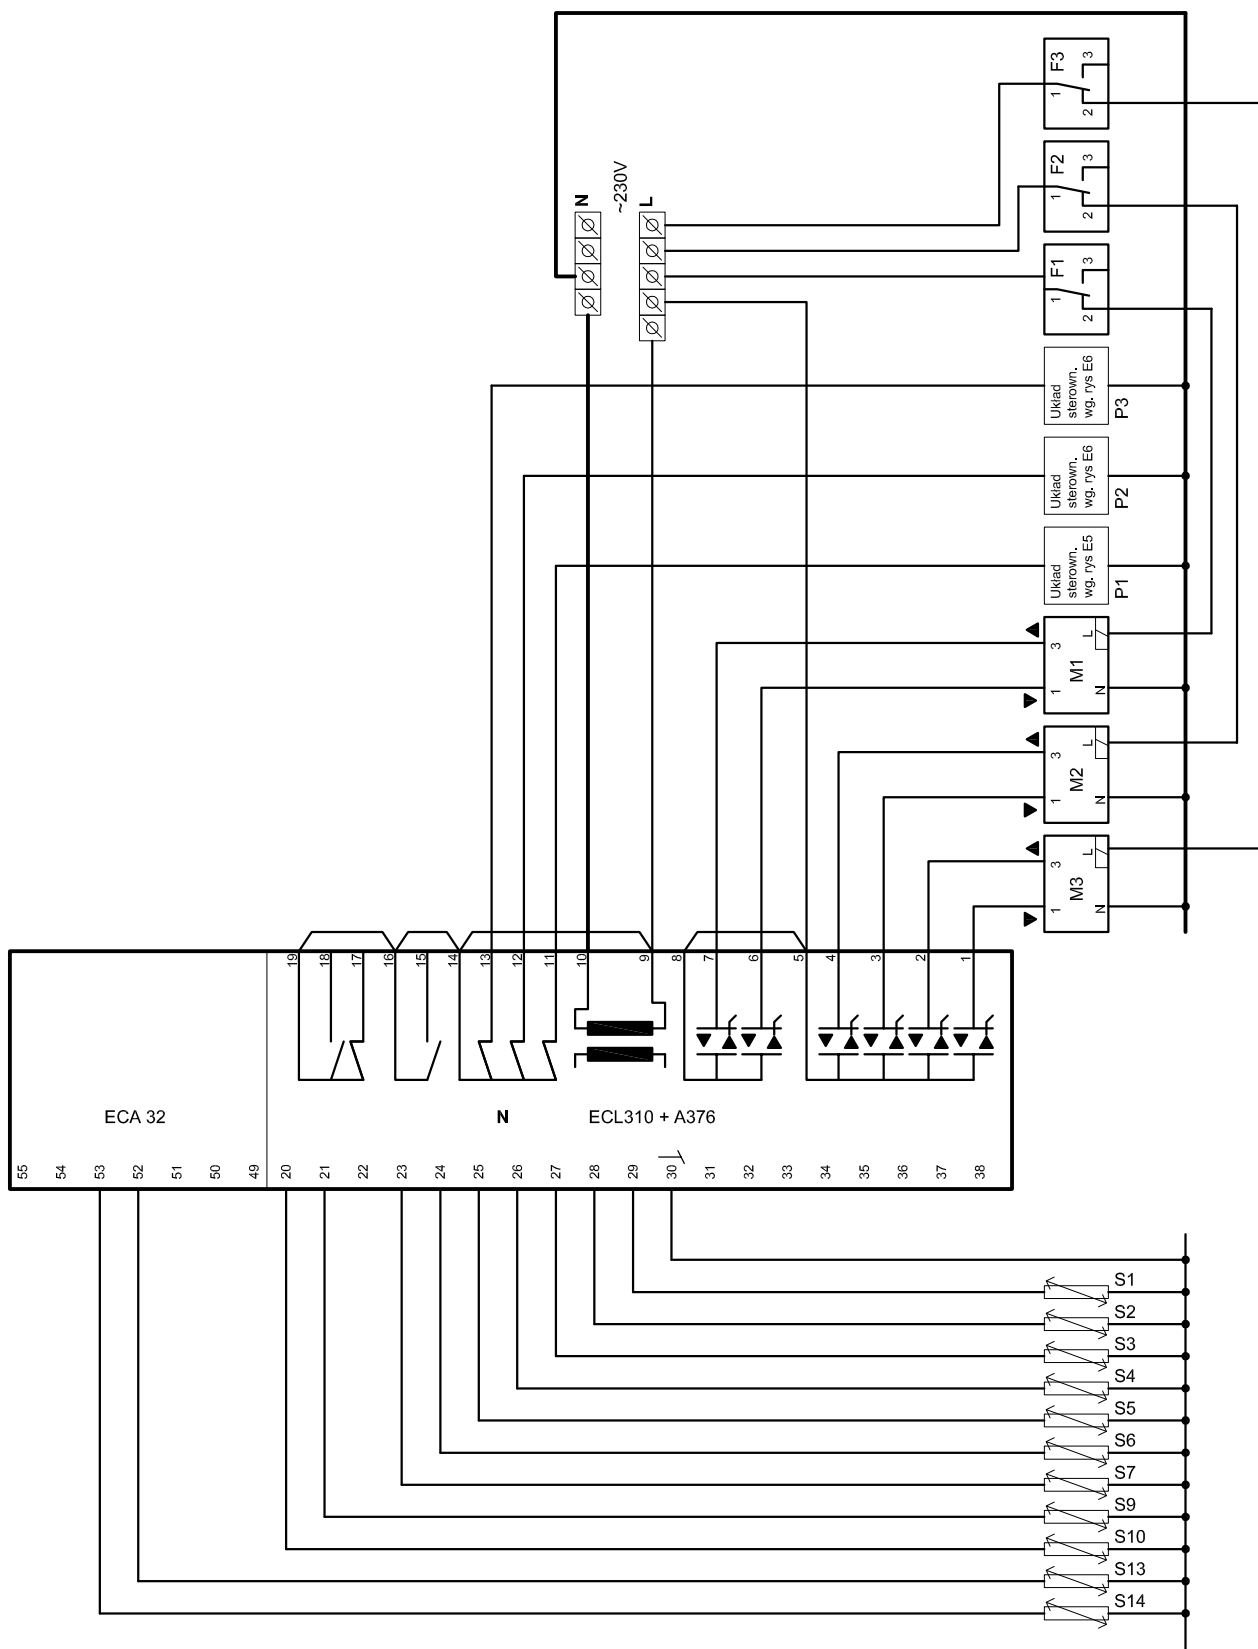 F3
1
2
3
F2
1
2
3
F1
1
2
3
N
~230V
L
Układ
sterown.
wg. rys E6
P3
Układ
sterown.
wg. rys E6
P2
Układ
sterown.
wg. rys E5
P1
3
L
M1
1
N
3
L
M2
1
N
3
L
M3
1
N
19
18
17
16
15
14
13
12
11
10
9
8
7
6
5
4
3
2
1
ECA 32
N
ECL310 + A376
55
54
53
52
51
50
49
20
21
22
23
24
25
26
27
28
29
30
31
32
33
34
35
36
37
38
S1
S2
S3
S4
S5
S6
S7
S9
S10
S13
S14